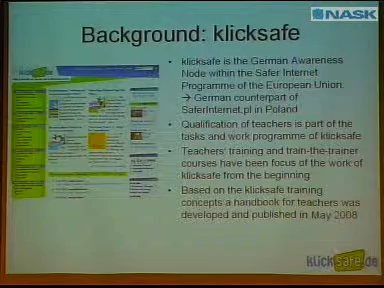 NASK
Background: klicksafe
• klicksafe is the German Awareness
Node within the Safer Internet
Programme of the European Union.
→ German counterpart of
SaferInternet.pl in Poland
• Qualification of teachers is part of the
tasks and work programme of klicksafe
• Teachers' training and train-the-trainer
courses have been focus of the work of
klicksafe from the beginning
• Based on the klicksafe training
concepts a handbook for teachers was
developed and published in May 2008
klicksafe.de